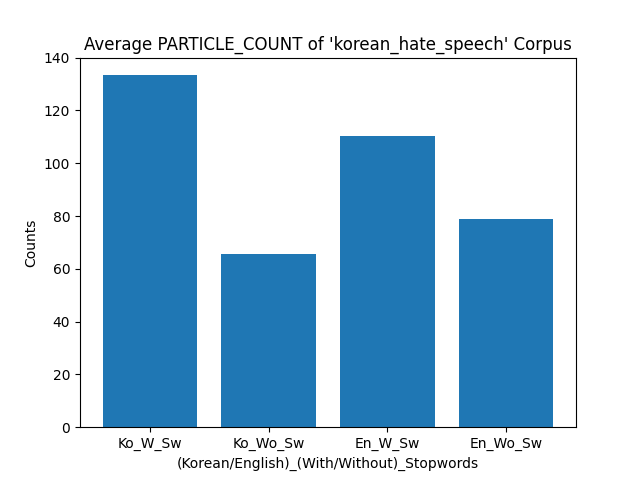 Average PARTICLE_COUNT of 'korean_hate_speech' Corpus
140
120
100
80
60
40
20
0
Counts
Ko_W_Sw Ko_Wo_Sw En_W_Sw En_Wo_Sw
(Korean/English)_(With/Without)_Stopwords